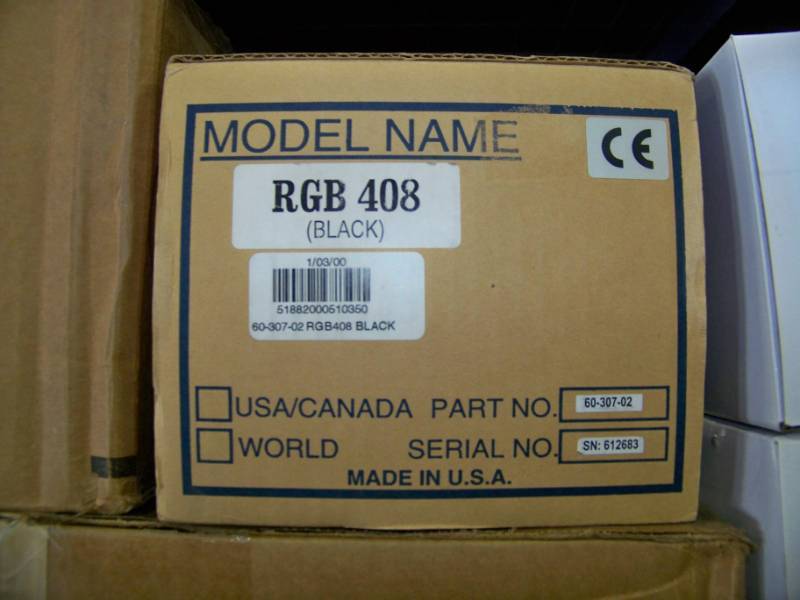 MODEL NAME
CE
RGB 408
(BLACK)
1/03/00
51882000510350
60-307-02 RGB408 BLACK
USA/CANADA PART NO. 60-307-02
WORLD SERIAL NO. SN: 612683
MADE IN U.S.A.